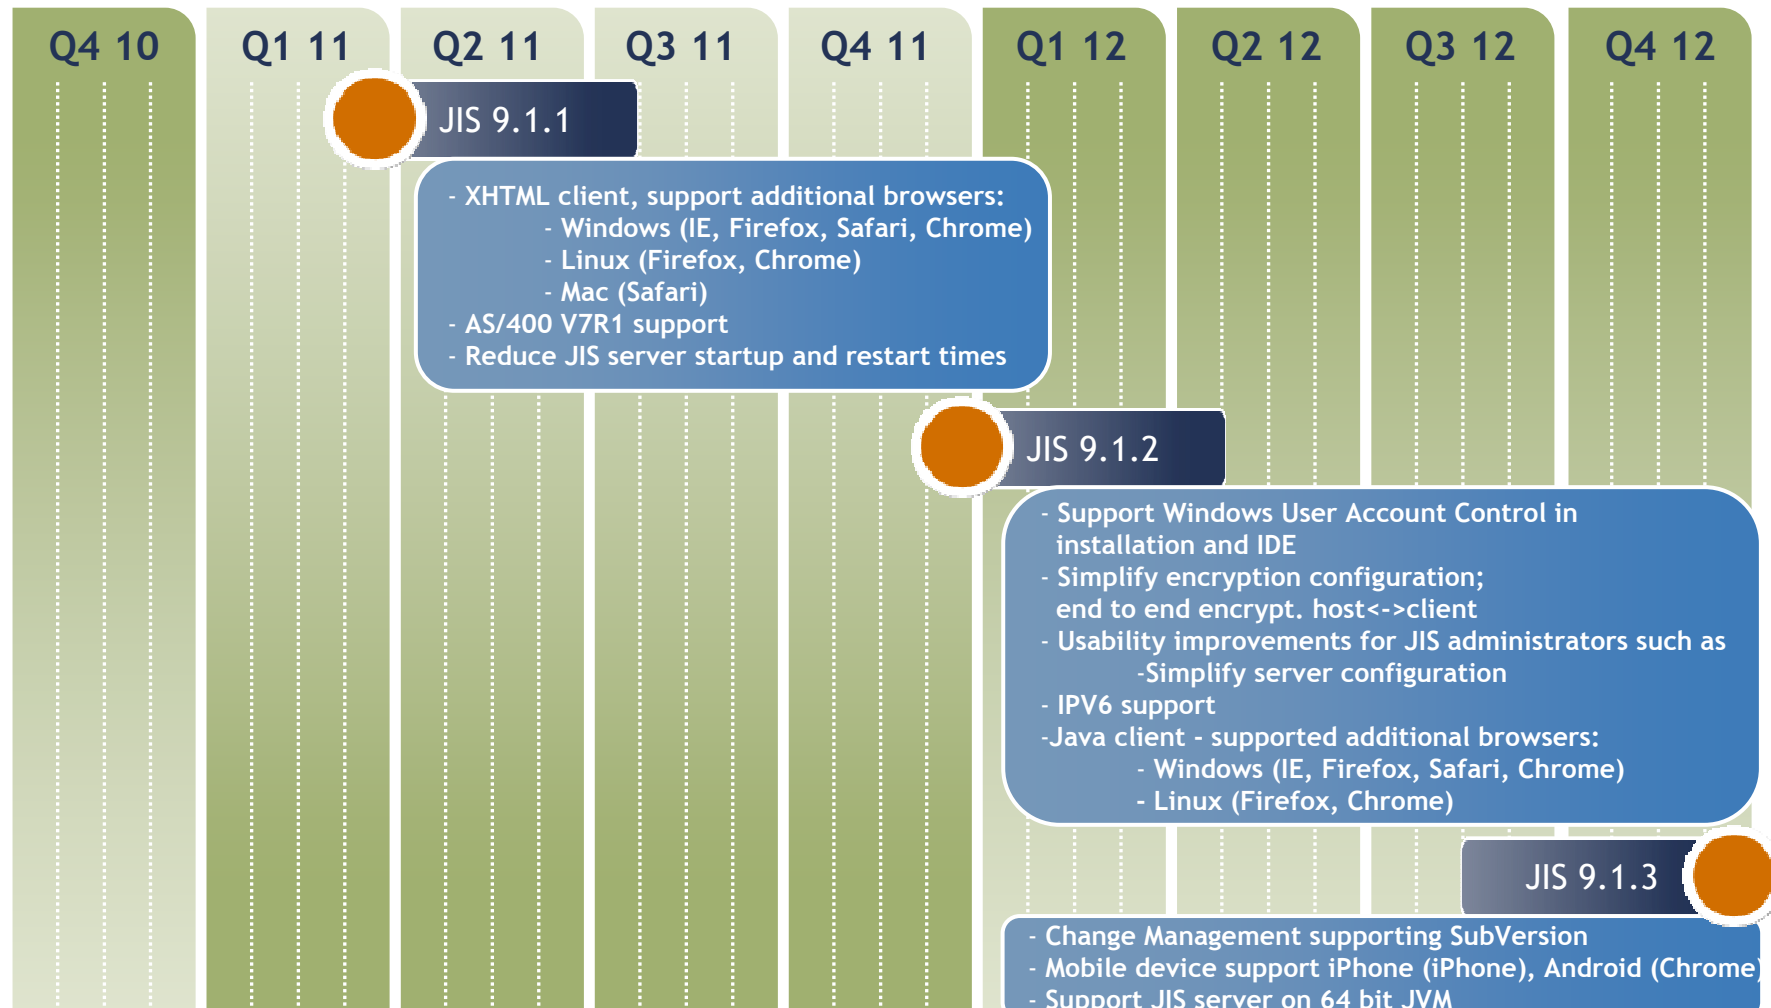 Q4 10 Q1 11 Q2 11 Q3 11 Q4 11 Q1 12 Q2 12 Q3 12 Q4 12
JIS 9.1.1
- XHTML client, support additional browsers:
- Windows (IE, Firefox, Safari, Chrome)
- Linux (Firefox, Chrome)
- Mac (Safari)
- AS/400 V7R1 support
- Reduce JIS server startup and restart times
JIS 9.1.2
- Support Windows User Account Control in
installation and IDE
- Simplify encryption configuration;
end to end encrypt. host<->client
- Usability improvements for JIS administrators such as
-Simplify server configuration
- IPV6 support
-Java client - supported additional browsers:
- Windows (IE, Firefox, Safari, Chrome)
- Linux (Firefox, Chrome)
JIS 9.1.3
- Change Management supporting SubVersion
- Mobile device support iPhone (iPhone), Android (Chrome)
- Support JIS server on 64 bit JVM